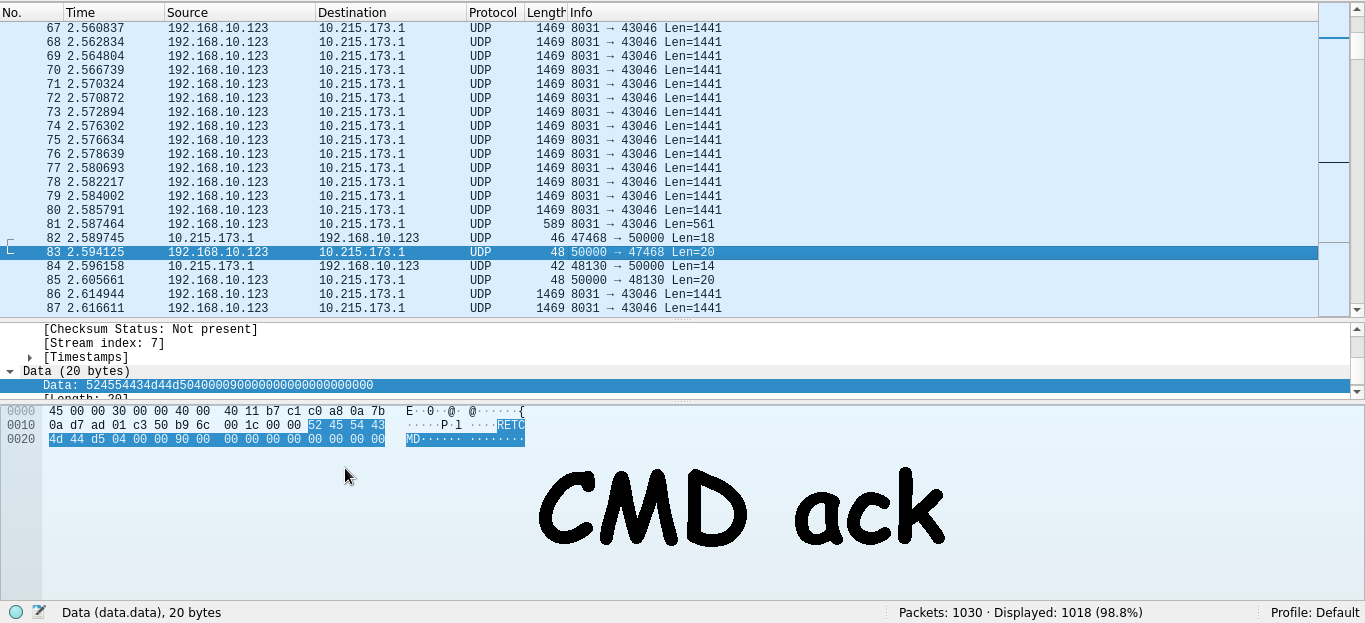 No. Time Source Destination Protocol Length Info
67 2.560837 192.168.10.123 10.215.173.1 UDP 1469 8031 → 43046 Len=1441
68 2.562834 192.168.10.123 10.215.173.1 UDP 1469 8031 → 43046 Len=1441
69 2.564804 192.168.10.123 10.215.173.1 UDP 1469 8031 → 43046 Len=1441
70 2.566739 192.168.10.123 10.215.173.1 UDP 1469 8031 → 43046 Len=1441
71 2.570324 192.168.10.123 10.215.173.1 UDP 1469 8031 → 43046 Len=1441
72 2.570872 192.168.10.123 10.215.173.1 UDP 1469 8031 → 43046 Len=1441
73 2.572894 192.168.10.123 10.215.173.1 UDP 1469 8031 → 43046 Len=1441
74 2.576302 192.168.10.123 10.215.173.1 UDP 1469 8031 → 43046 Len=1441
75 2.576634 192.168.10.123 10.215.173.1 UDP 1469 8031 → 43046 Len=1441
76 2.578639 192.168.10.123 10.215.173.1 UDP 1469 8031 → 43046 Len=1441
77 2.580693 192.168.10.123 10.215.173.1 UDP 1469 8031 → 43046 Len=1441
78 2.582217 192.168.10.123 10.215.173.1 UDP 1469 8031 → 43046 Len=1441
79 2.584002 192.168.10.123 10.215.173.1 UDP 1469 8031 → 43046 Len=1441
80 2.585791 192.168.10.123 10.215.173.1 UDP 1469 8031 → 43046 Len=1441
81 2.587464 192.168.10.123 10.215.173.1 UDP 589 8031 → 43046 Len=561
82 2.589745 10.215.173.1 192.168.10.123 UDP 46 47468 → 50000 Len=18
83 2.594125 192.168.10.123 10.215.173.1 UDP 48 50000 → 47468 Len=20
84 2.596158 10.215.173.1 192.168.10.123 UDP 42 48130 → 50000 Len=14
85 2.605661 192.168.10.123 10.215.173.1 UDP 48 50000 → 48130 Len=20
86 2.614944 192.168.10.123 10.215.173.1 UDP 1469 8031 → 43046 Len=1441
87 2.616611 192.168.10.123 10.215.173.1 UDP 1469 8031 → 43046 Len=1441
[Checksum Status: Not present]
[Stream index: 7]
[Timestamps]
Data (20 bytes)
Data: 524554434d44d504000090000000000000000000
[Length: 20]
0000 45 00 00 30 00 00 40 00 40 11 b7 c1 c0 a8 0a 7b E··0··@· @······{
0010 0a d7 ad 01 c3 50 b9 6c 00 1c 00 00 52 45 54 43 ·····P·l ····RETC
0020 4d 44 d5 04 00 00 90 00 00 00 00 00 00 00 00 00 MD······ ········
CMD ack
Data (data.data), 20 bytes Packets: 1030 · Displayed: 1018 (98.8%) Profile: Default